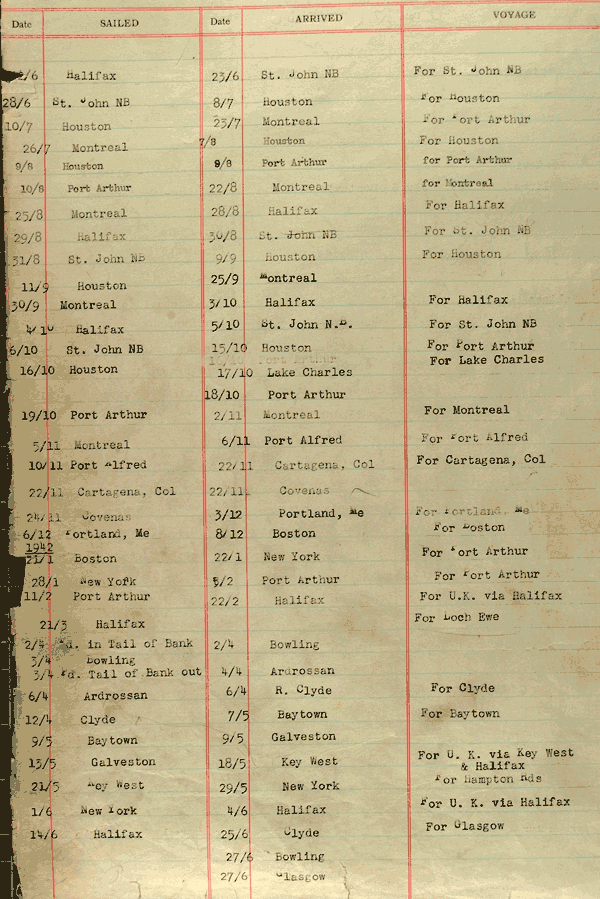 Date SAILED Date ARRIVED VOYAGE
/6 Halifax 23/6 St. John NB For St. John NB
28/6 St. John NB 8/7 Houston For Houston
10/7 Houston 23/7 Montreal For Port Arthur
26/7 Montreal 7/8 Houston For Houston
9/8 Houston 9/8 Port Arthur for Port Arthur
10/8 Port Arthur 22/8 Montreal for Montreal
25/8 Montreal 28/8 Halifax For Halifax
29/8 Halifax 30/8 St. John NB For St. John NB
31/8 St. John NB 9/9 Houston For Houston
11/9 Houston 25/9 Montreal
30/9 Montreal 3/10 Halifax For Halifax
4/10 Halifax 5/10 St. John N.B. For St. John NB
6/10 St. John NB 15/10 Houston For Port Arthur
Port Arthur For Lake Charles
16/10 Houston 17/10 Lake Charles
18/10 Port Arthur
19/10 Port Arthur 2/11 Montreal For Montreal
5/11 Montreal 6/11 Port Alfred For Port Alfred
10/11 Port Alfred 22/11 Cartagena, Col For Cartagena, Col
22/11 Cartagena, Col 22/11 Covenas
24/11 Covenas 3/12 Portland, Me For Portland, Me
6/12 Portland, Me 8/12 Boston For Boston
1942
21/1 Boston 22/1 New York For Port Arthur
28/1 New York 5/2 Port Arthur For Port Arthur
11/2 Port Arthur 22/2 Halifax For U.K. via Halifax
21/3 Halifax For Loch Ewe
2/4 Pd. in Tail of Bank 2/4 Bowling
3/4 Bowling
3/4 Pd. Tail of Bank out 4/4 Ardrossan
6/4 Ardrossan 6/4 R. Clyde For Clyde
12/4 Clyde 7/5 Baytown For Baytown
9/5 Baytown 9/5 Galveston
13/5 Galveston 18/5 Key West For U. K. via Key West
& Halifax
21/5 Key West 29/5 New York For Hampton Rds
1/6 New York 4/6 Halifax For U. K. via Halifax
14/6 Halifax 25/6 Clyde For Glasgow
27/6 Bowling
27/6 Glasgow